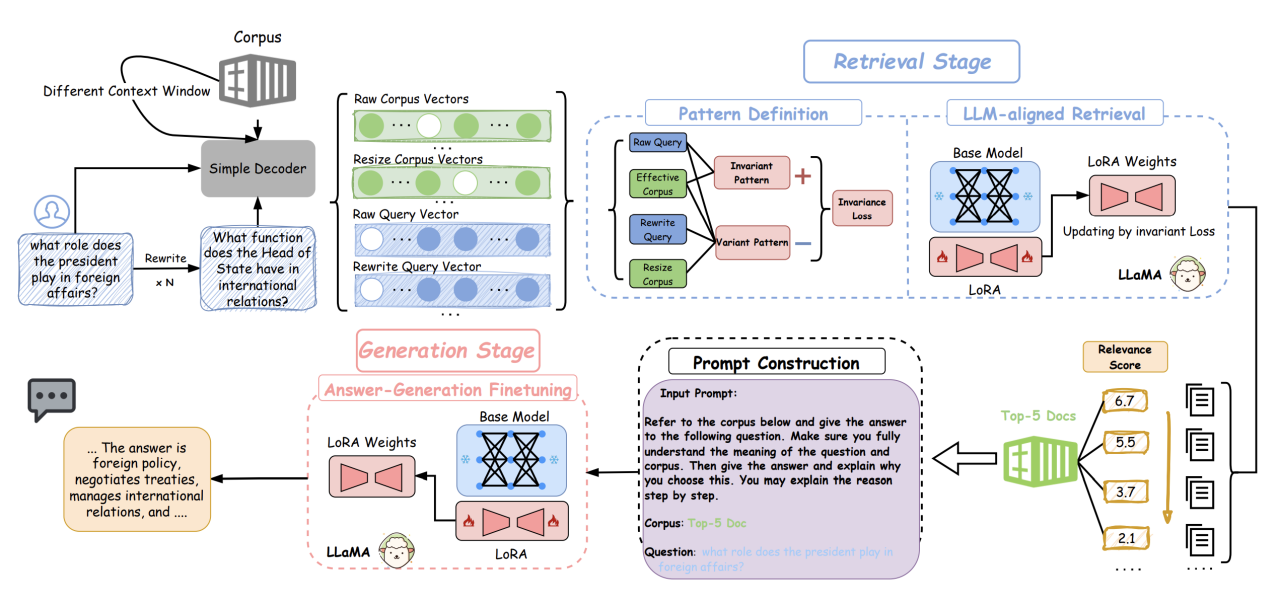 Corpus
Different Context Window
Simple Decoder
what role does
the president
play in foreign
affairs?
Rewrite
x N
What function
does the Head of
State have in
international
relations?
Raw Corpus Vectors
...
...
...
Resize Corpus Vectors
...
...
Raw Query Vector
...
...
Rewrite Query Vector
...
...
...
Retrieval Stage
Pattern Definition
Raw Query
Effective
Corpus
Rewrite
Query
Resize
Corpus
Invariant
Pattern
+
Variant Pattern
−
Invariance
Loss
LLM-aligned Retrieval
Base Model
LoRA
LoRA Weights
Updating by invariant Loss
LLaMA
Relevance
Score
6.7
5.5
3.7
2.1
....
....
Top-5 Docs
Prompt Construction
Input Prompt:
Refer to the corpus below and give the answer
to the following question. Make sure you fully
understand the meaning of the question and
corpus. Then give the answer and explain why
you choose this. You may explain the reason
step by step.
Corpus: Top-5 Doc
Question: what role does the president play in
foreign affairs?
Generation Stage
Answer-Generation Finetuning
Base Model
LoRA Weights
LoRA
LLaMA
... The answer is
foreign policy,
negotiates treaties,
manages international
relations, and ....